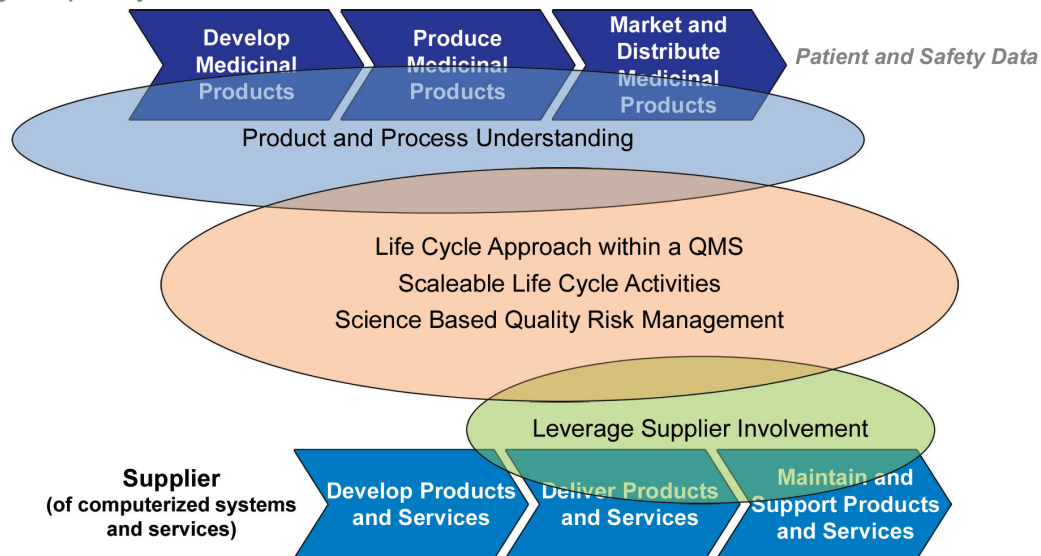 Develop
Medicinal
Products
Produce
Medicinal
Products
Market and
Distribute
Medicinal
Products
Patient and Safety Data
Product and Process Understanding
Life Cycle Approach within a QMS
Scaleable Life Cycle Activities
Science Based Quality Risk Management
Leverage Supplier Involvement
Supplier
(of computerized systems
and services)
Develop Products
and Services
Deliver Products
and Services
Maintain and
Support Products
and Services